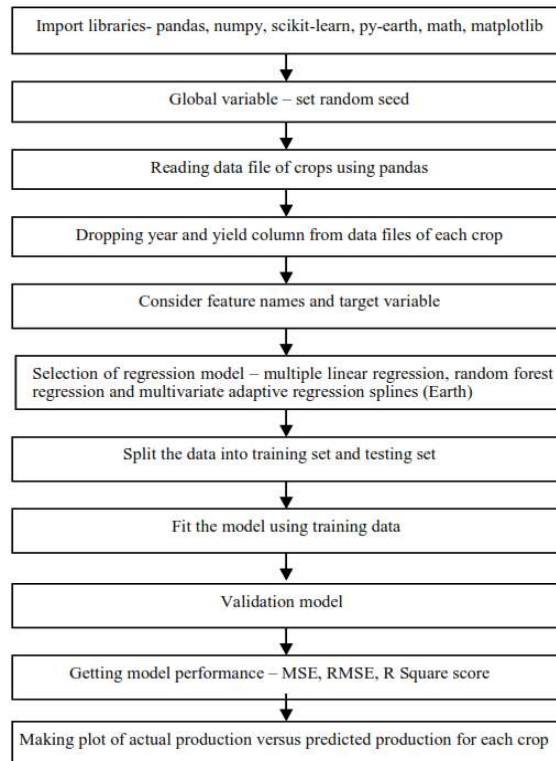 Import libraries- pandas, numpy, scikit-learn, py-earth, math, matplotlib
Global variable – set random seed
Reading data file of crops using pandas
Dropping year and yield column from data files of each crop
Consider feature names and target variable
Selection of regression model – multiple linear regression, random forest
regression and multivariate adaptive regression splines (Earth)
Split the data into training set and testing set
Fit the model using training data
Validation model
Getting model performance – MSE, RMSE, R Square score
Making plot of actual production versus predicted production for each crop